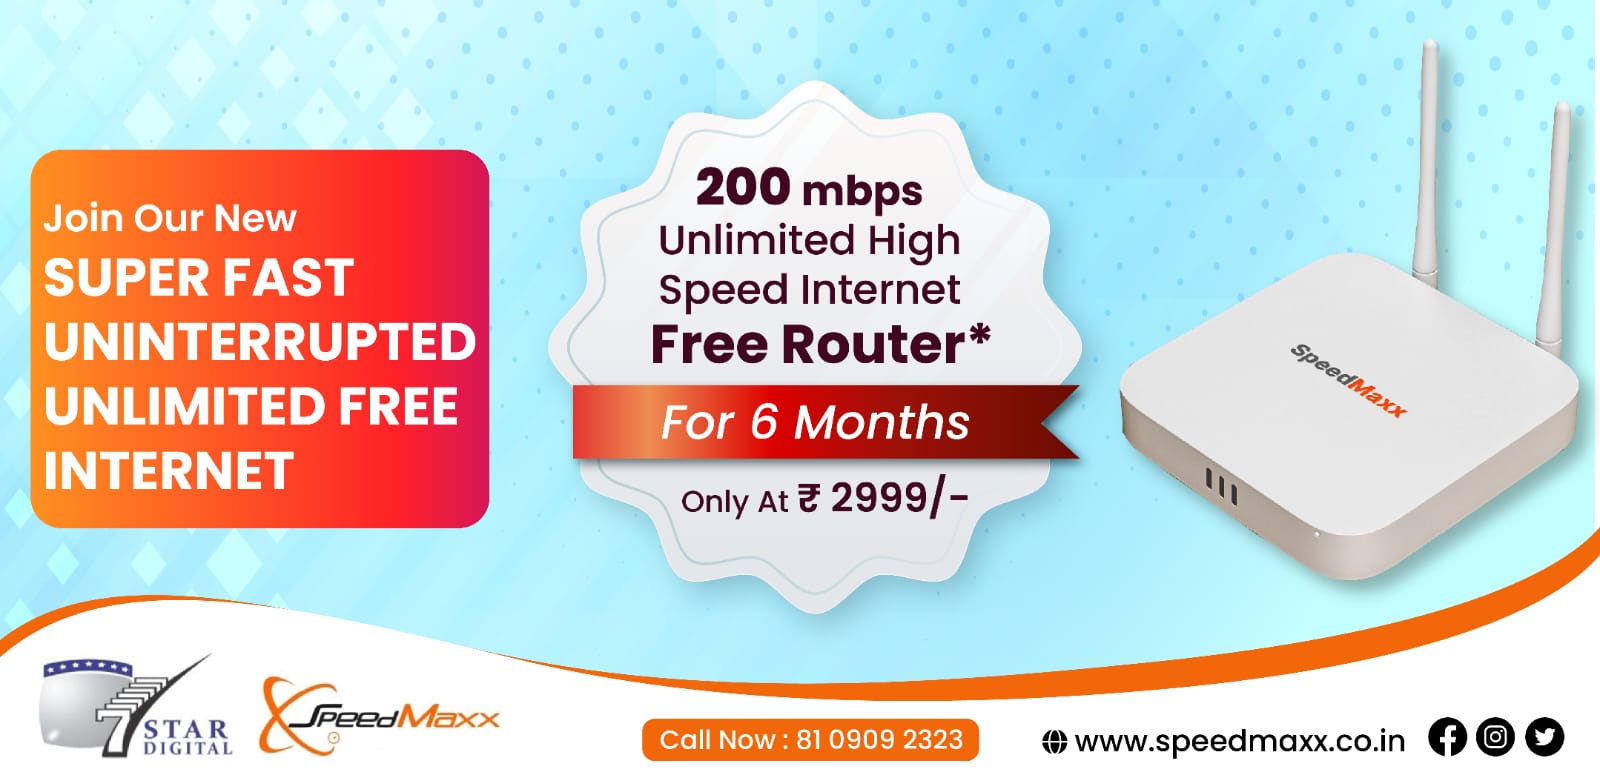 Join Our New
SUPER FAST
UNINTERRUPTED
UNLIMITED FREE
INTERNET
200 mbps
Unlimited High
Speed Internet
Free Router*
For 6 Months
Only At ₹ 2999/-
SpeedMaxx
7 STAR
DIGITAL
SpeedMaxx
Call Now : 81 0909 2323
www.speedmaxx.co.in